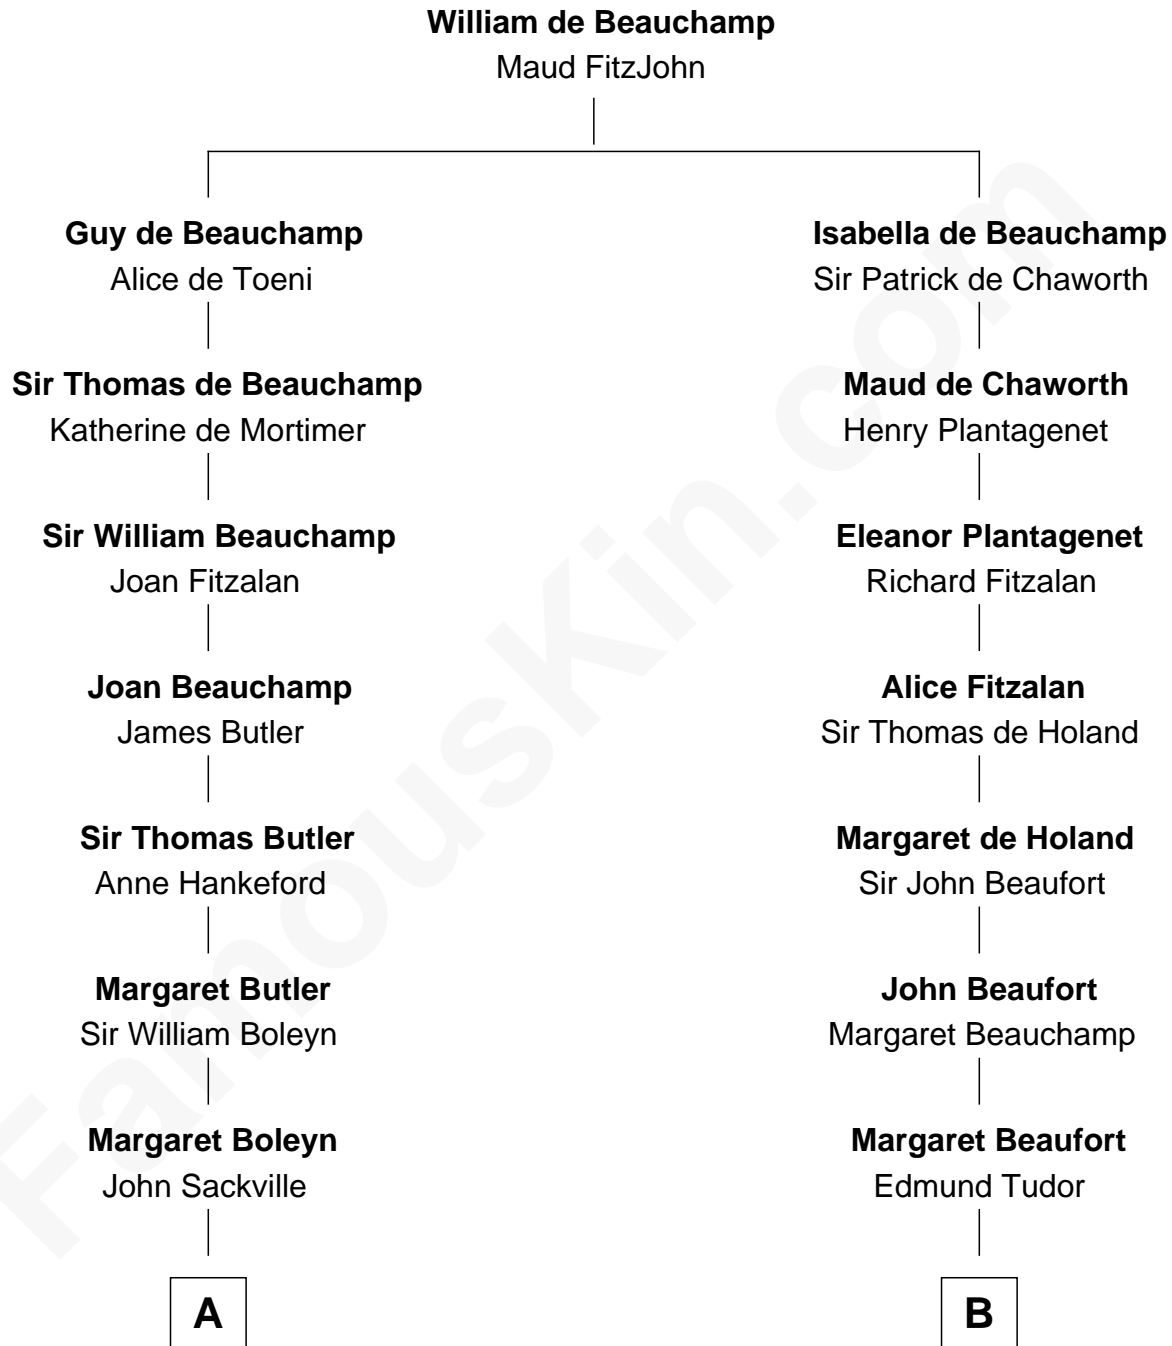 William de Beauchamp
Maud FitzJohn
Guy de Beauchamp
Alice de Toeni
Isabella de Beauchamp
Sir Patrick de Chaworth
Sir Thomas de Beauchamp
Katherine de Mortimer
Maud de Chaworth
Henry Plantagenet
Sir William Beauchamp
Joan Fitzalan
Eleanor Plantagenet
Richard Fitzalan
Joan Beauchamp
James Butler
Alice Fitzalan
Sir Thomas de Holand
Sir Thomas Butler
Anne Hankeford
Margaret de Holand
Sir John Beaufort
Margaret Butler
Sir William Boleyn
John Beaufort
Margaret Beauchamp
Margaret Boleyn
John Sackville
Margaret Beaufort
Edmund Tudor
A
B
FamousKin.com